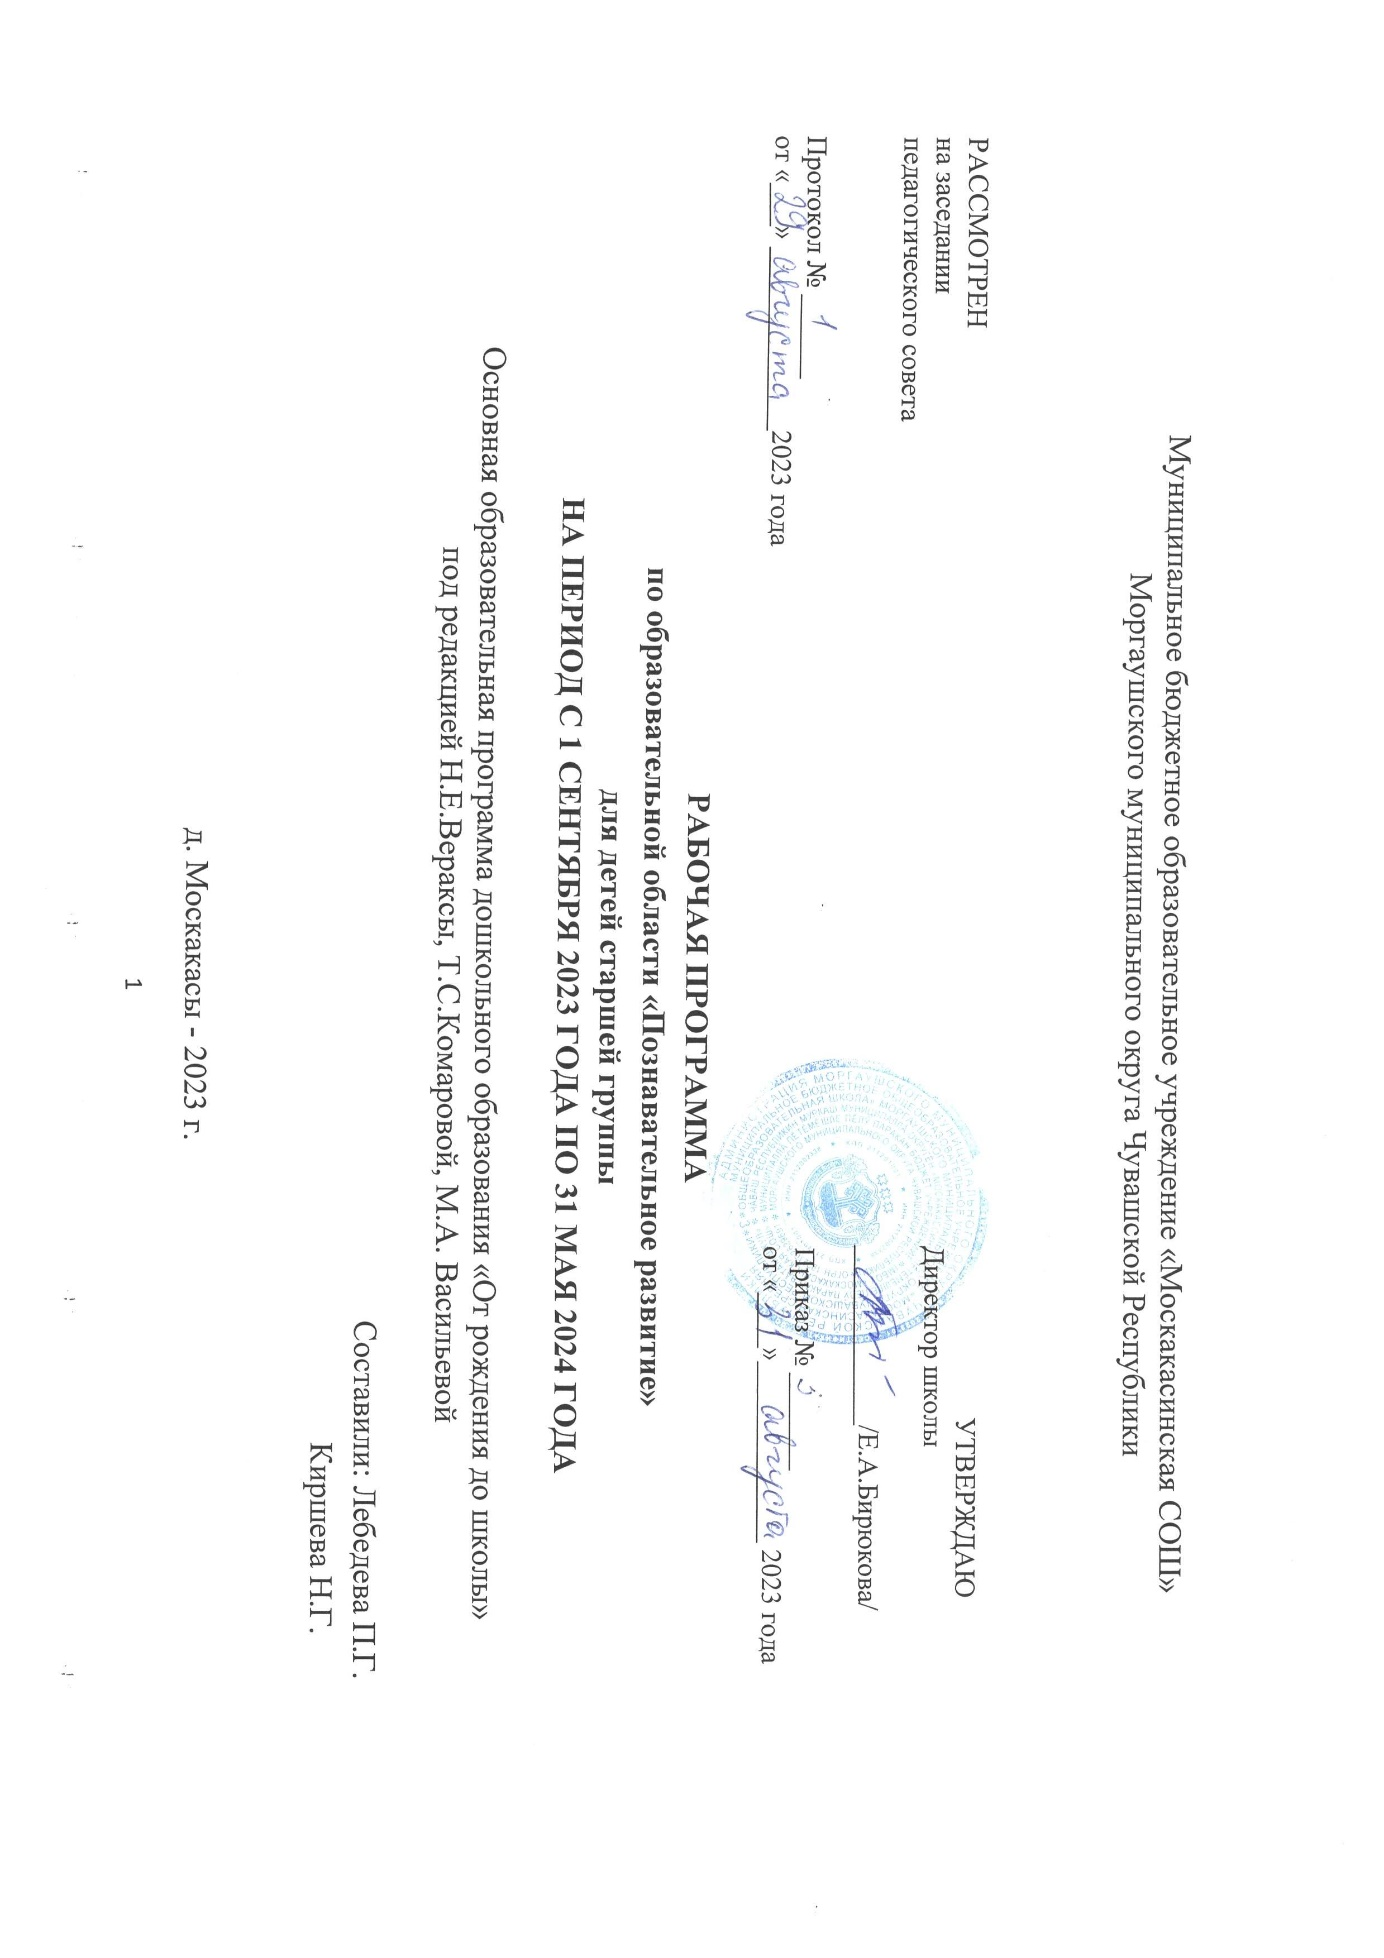 Муниципальное бюджетное образовательное учреждение «Москакасинская СОШ»
Моргаушского муниципального округа Чувашской Республики
РАССМОТРЕН
на заседании
педагогического совета
Протокол № 1
от «29» августа 2023 года
УТВЕРЖДАЮ
Директор школы
/Е.А.Бирюкова/
Приказ №
от «31» августа 2023 года
РАБОЧАЯ ПРОГРАММА
по образовательной области «Познавательное развитие»
для детей старшей группы
НА ПЕРИОД С 1 СЕНТЯБРЯ 2023 ГОДА ПО 31 МАЯ 2024 ГОДА
Основная образовательная программа дошкольного образования «От рождения до школы»
под редакцией Н.Е.Вераксы, Т.С.Комаровой, М.А. Васильевой
Составили: Лебедева П.Г.
Киршева Н.Г.
д. Москакасы - 2023 г.
1